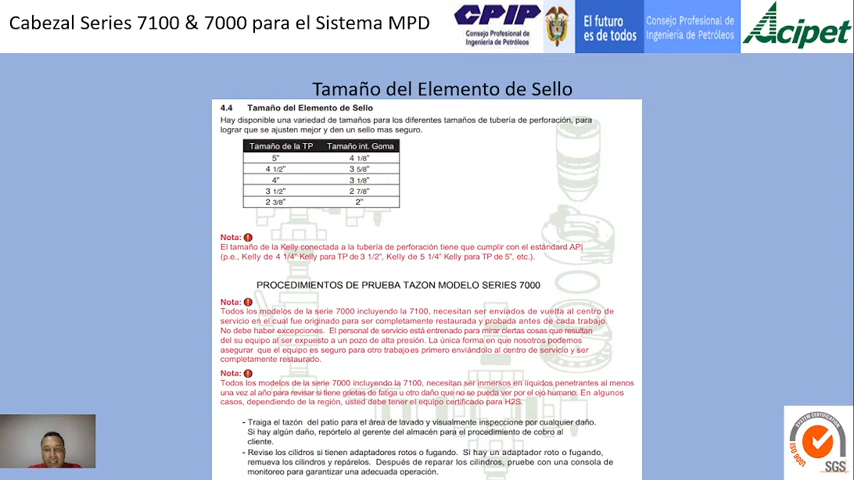 Cabezal Series 7100 & 7000 para el Sistema MPD
CPIP
Consejo Profesional de
Ingeniería de Petróleos
El futuro
es de todos
Consejo Profesional de
Ingeniería de Petróleos
Acipet
Tamaño del Elemento de Sello
4.4 Tamaño del Elemento de Sello
Hay disponible una variedad de tamaños para los diferentes tamaños de tubería de perforación, para
lograr que se ajusten mejor y den un sello mas seguro.
Tamaño de la TP Tamaño int. Goma
5" 4 1/8"
4 1/2" 3 5/8"
4" 3 1/8"
3 1/2" 2 7/8"
2 3/8" 2"
Nota:
El tamaño de la Kelly conectada a la tubería de perforación tiene que cumplir con el estándard API
(p.e., Kelly de 4 1/4" Kelly para TP de 3 1/2", Kelly de 5 1/4" Kelly para TP de 5", etc.).
PROCEDIMIENTOS DE PRUEBA TAZON MODELO SERIES 7000
Nota:
Todos los modelos de la serie 7000 incluyendo la 7100, necesitan ser enviados de vuelta al centro de
servicio en el cual fue originado para ser completamente restaurada y probada antes de cada trabajo.
No debe haber excepciones. El personal de servicio está entrenado para mirar ciertas cosas que resultan
del su equipo al ser expuesto a un pozo de alta presión. La única forma en que nosotros podemos
asegurar que el equipo es seguro para otro trabajo es primero enviándolo al centro de servicio y ser
completamente restaurado.
Nota:
Todos los modelos de la serie 7000 incluyendo la 7100, necesitan ser inmersos en líquidos penetrantes al menos
una vez al año para revisar si tiene grietas de fatiga u otro daño que no se pueda ver por el ojo humano. En algunos
casos, dependiendo de la región, usted debe tener el equipo certificado para H2S.
- Traiga el tazón del patio para el área de lavado y visualmente inspeccione por cualquier daño.
Si hay algún daño, repórtelo al gerente del almacén para el procedimiento de cobro al
cliente.
- Revise los cilidros si tienen adaptadores rotos o fugando. Si hay un adaptador roto o fugando,
remueva los cilindros y repárelos. Después de reparar los cilindros, pruebe con una consola de
monitoreo para garantizar una adecuada operación.
SYSTEM CERTIFICATION
ISO 9001
SGS